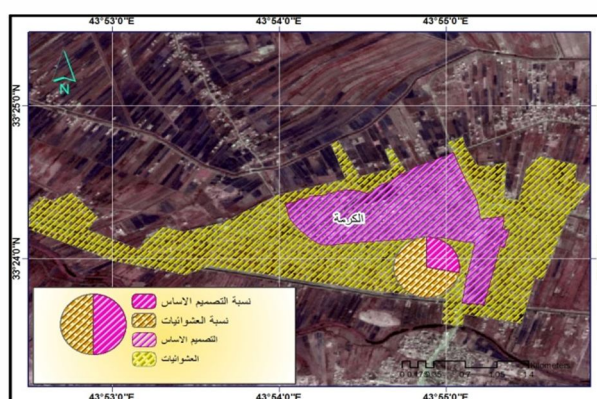 43°53'0"E 43°54'0"E 43°55'0"E
33°25'0"N
33°24'0"N
N
الكرمة
نسبة التصميم الاساس
نسبة العشوائيات
التصميم الاساس
العشوائيات
43°53'0"E 43°54'0"E 43°55'0"E